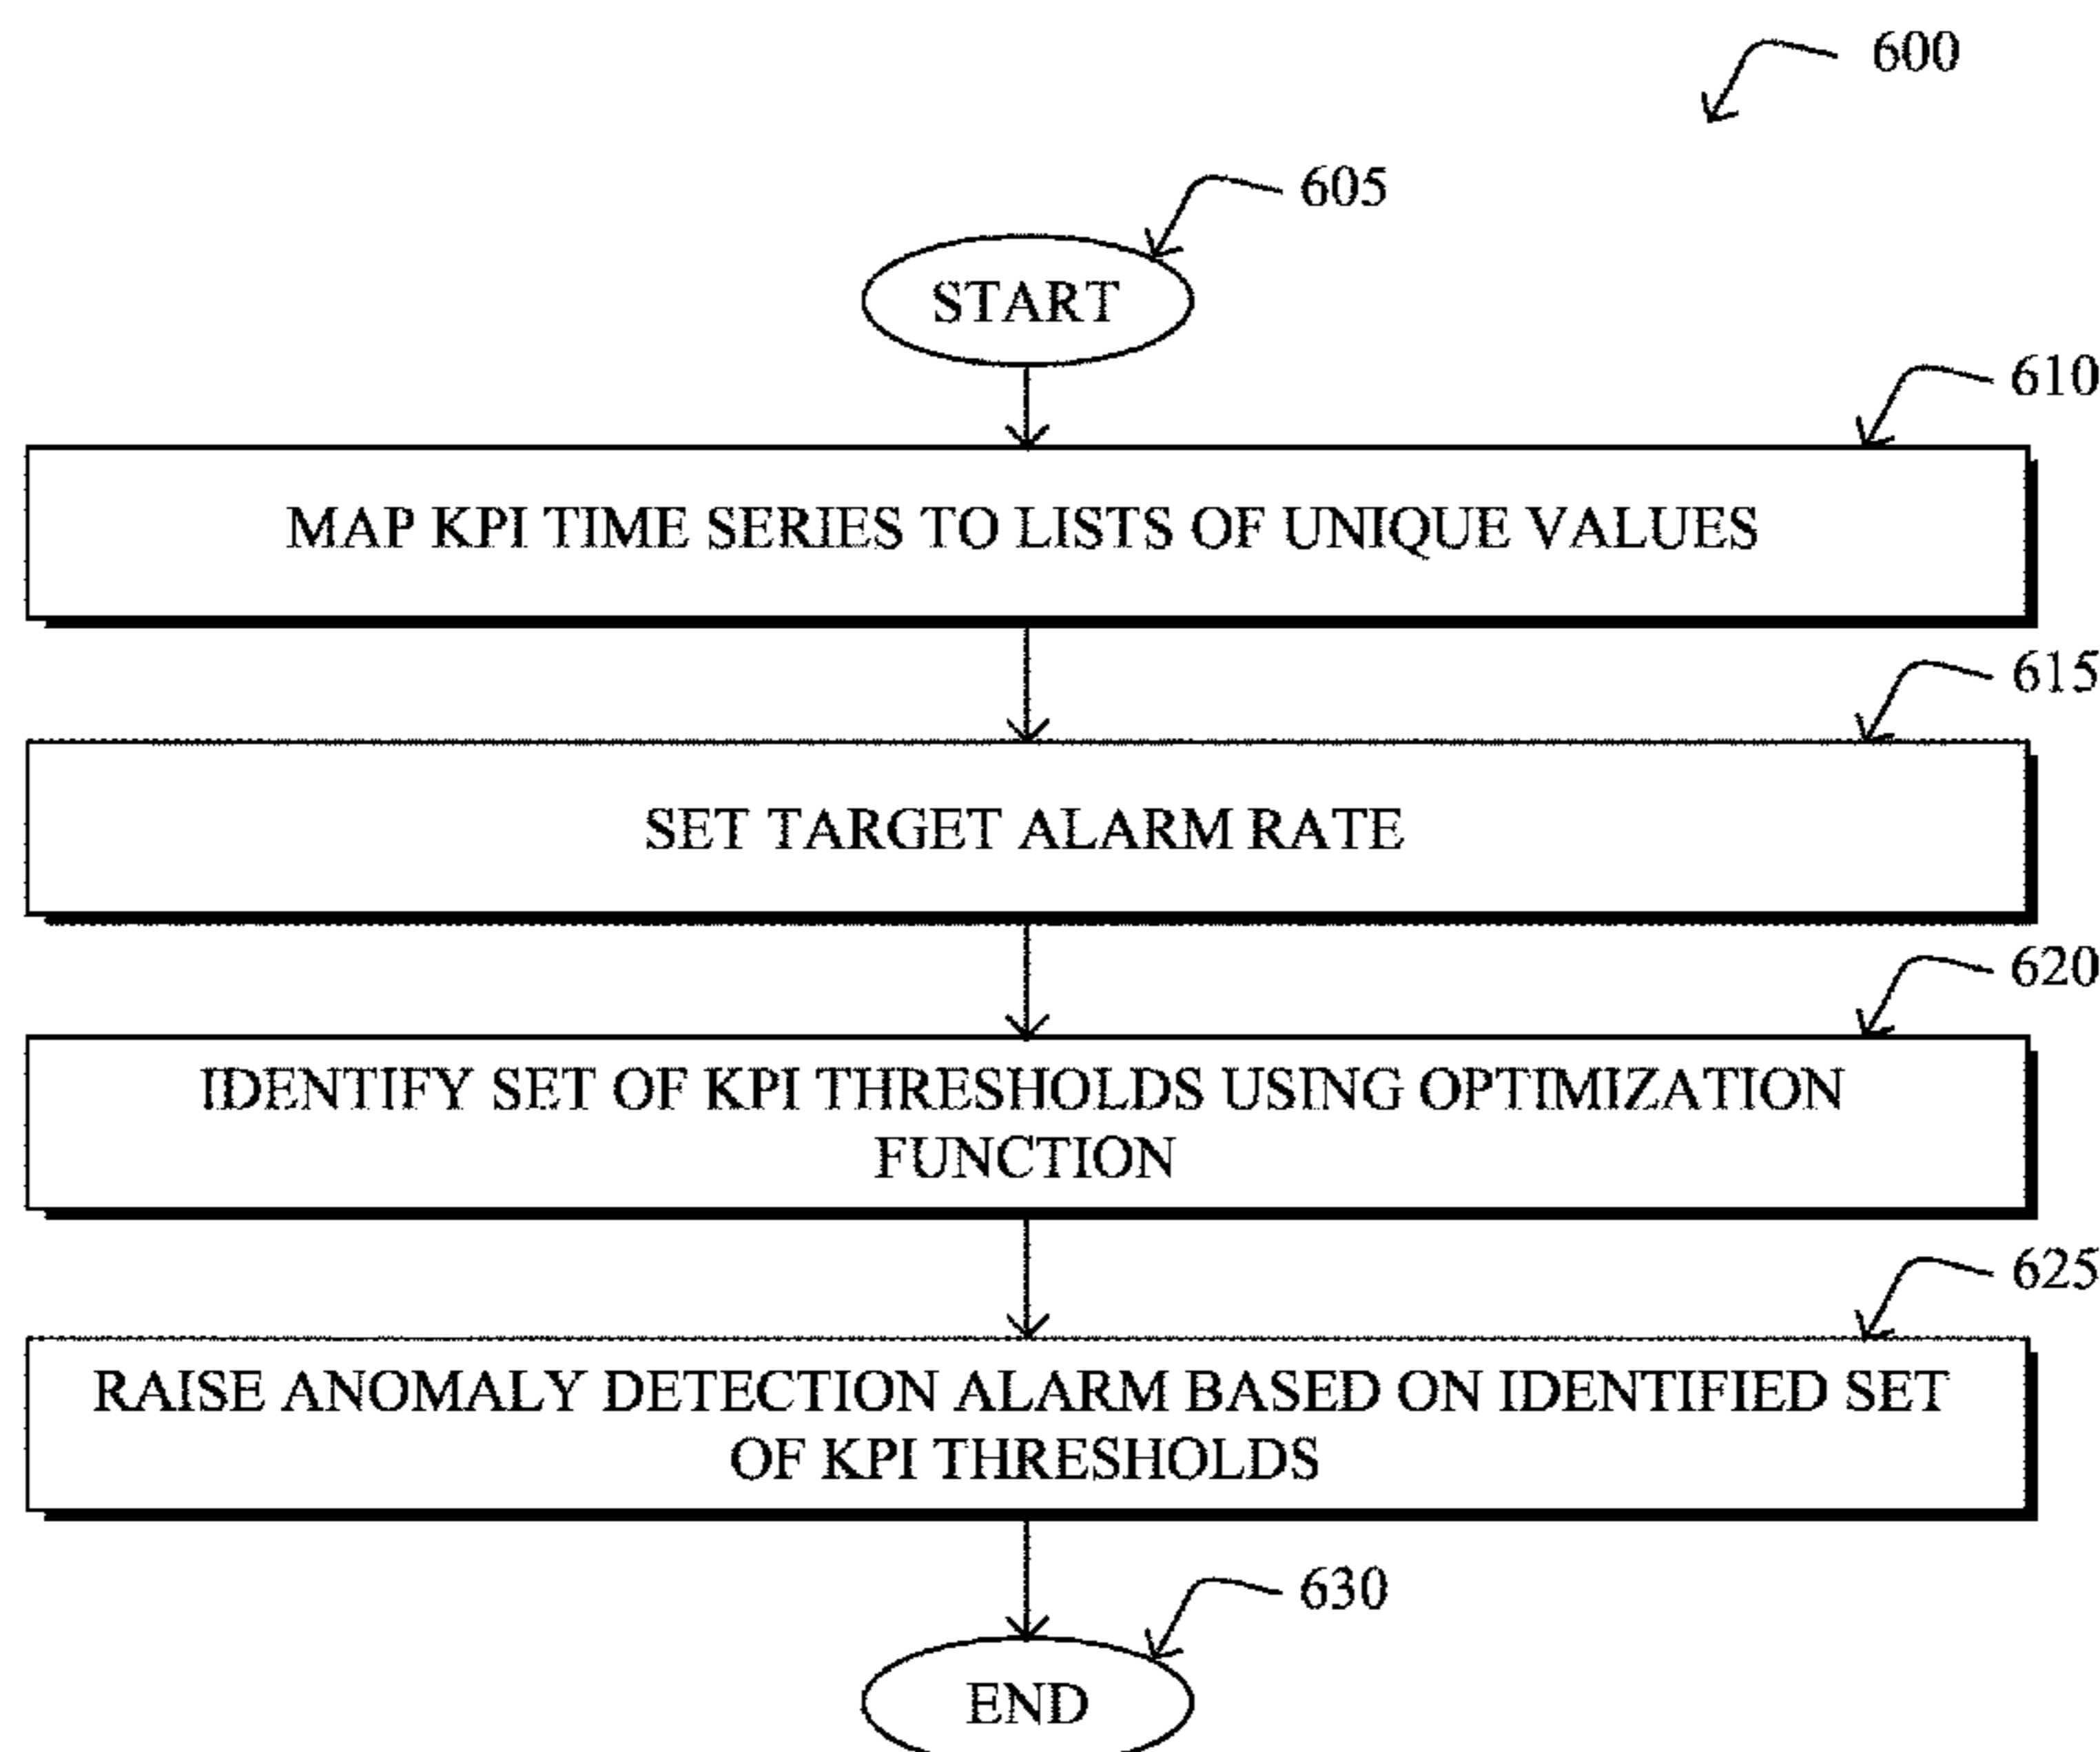 600
605
START
610
MAP KPI TIME SERIES TO LISTS OF UNIQUE VALUES
615
SET TARGET ALARM RATE
620
IDENTIFY SET OF KPI THRESHOLDS USING OPTIMIZATION
FUNCTION
625
RAISE ANOMALY DETECTION ALARM BASED ON IDENTIFIED SET
OF KPI THRESHOLDS
630
END